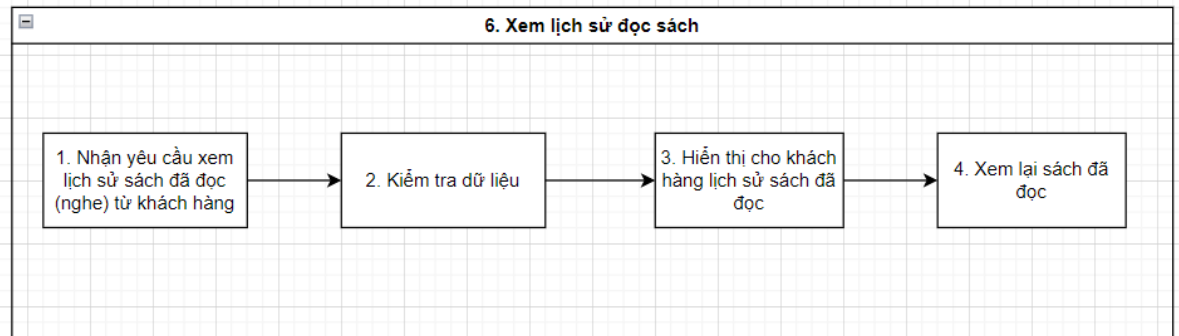 6. Xem lịch sử đọc sách
1. Nhận yêu cầu xem
lịch sử sách đã đọc
(nghe) từ khách hàng
2. Kiểm tra dữ liệu
3. Hiển thị cho khách
hàng lịch sử sách đã
đọc
4. Xem lại sách đã
đọc